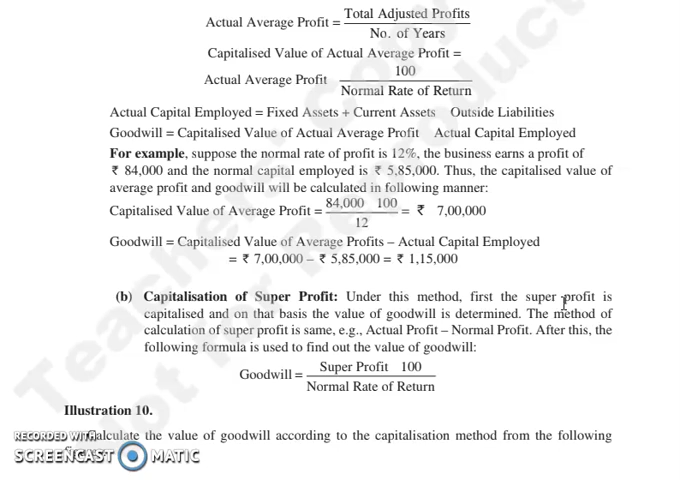 Actual Average Profit = Total Adjusted Profits / No. of Years
Capitalised Value of Actual Average Profit =
Actual Average Profit 100 / Normal Rate of Return
Actual Capital Employed = Fixed Assets + Current Assets Outside Liabilities
Goodwill = Capitalised Value of Actual Average Profit Actual Capital Employed
For example, suppose the normal rate of profit is 12%, the business earns a profit of
₹ 84,000 and the normal capital employed is ₹ 5,85,000. Thus, the capitalised value of
average profit and goodwill will be calculated in following manner:
Capitalised Value of Average Profit = 84,000 100 / 12 = ₹ 7,00,000
Goodwill = Capitalised Value of Average Profits – Actual Capital Employed
= ₹ 7,00,000 – ₹ 5,85,000 = ₹ 1,15,000
(b) Capitalisation of Super Profit: Under this method, first the super profit is
capitalised and on that basis the value of goodwill is determined. The method of
calculation of super profit is same, e.g., Actual Profit – Normal Profit. After this, the
following formula is used to find out the value of goodwill:
Goodwill = Super Profit 100 / Normal Rate of Return
Illustration 10.
Calculate the value of goodwill according to the capitalisation method from the following
RECORDED WITH
SCREENCAST MATIC